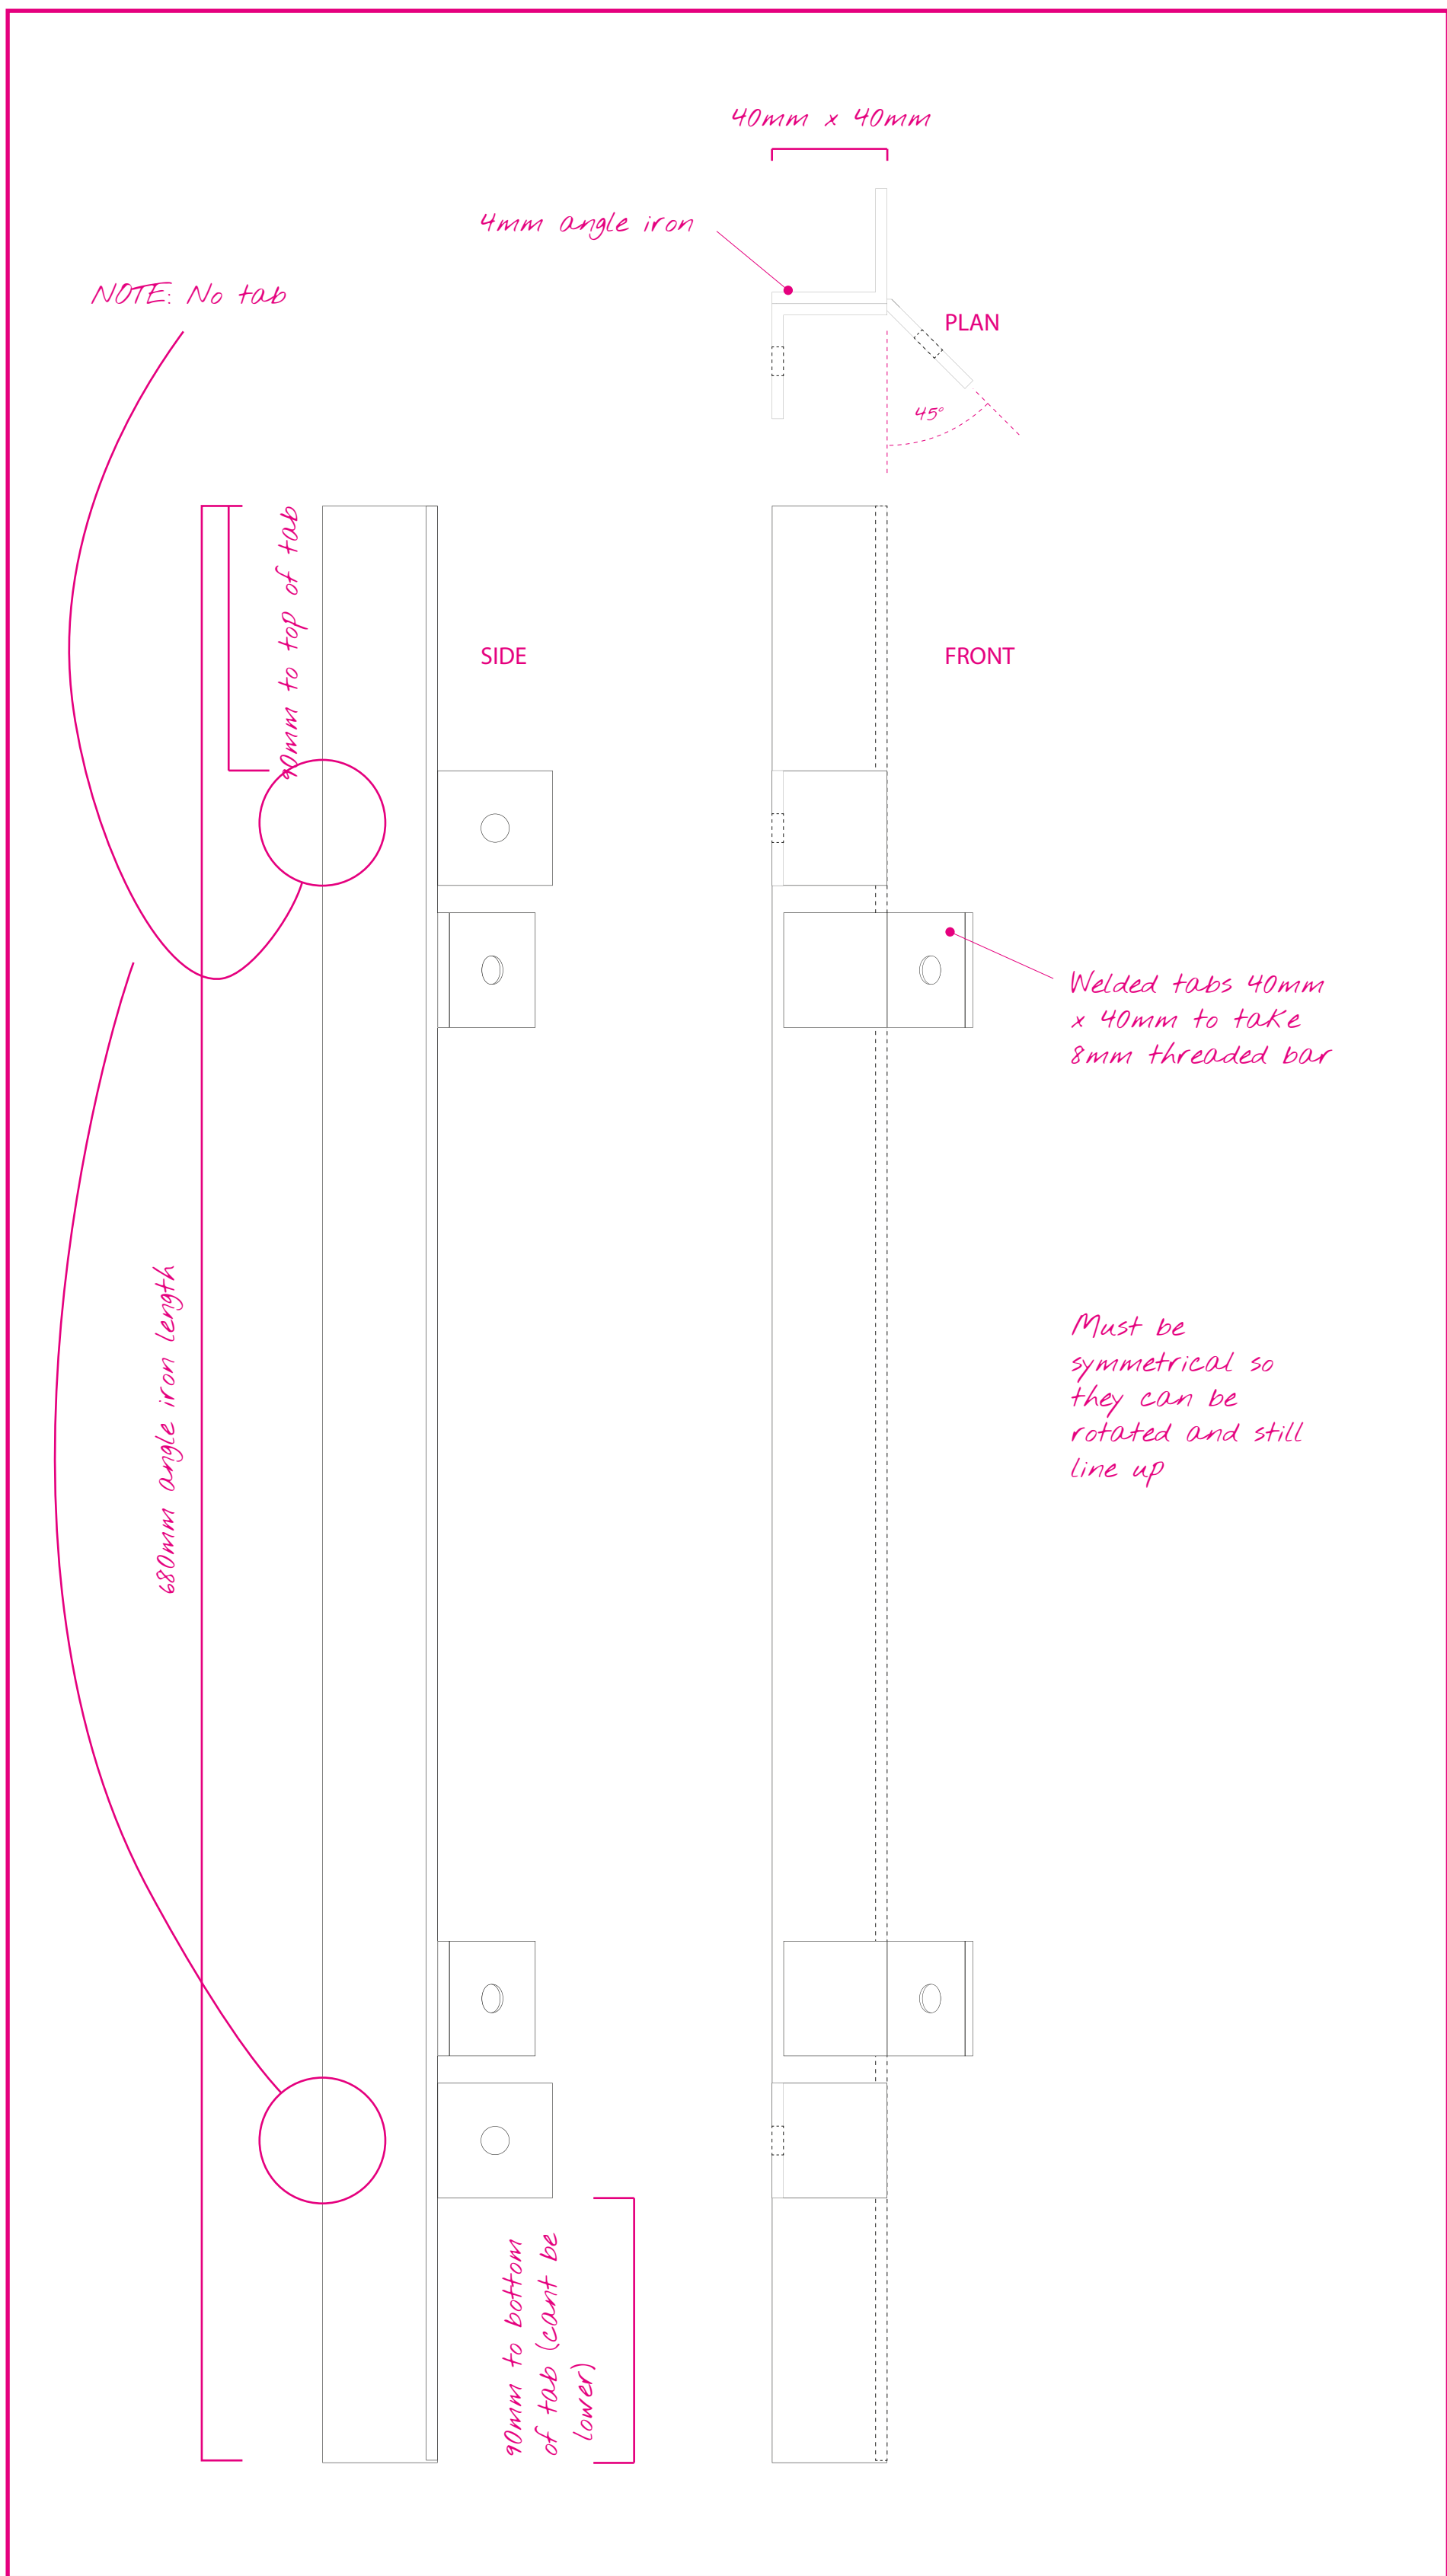 40mm x 40mm
4mm angle iron
NOTE: No tab
PLAN
45°
90mm to top of tab
SIDE
FRONT
Welded tabs 40mm
x 40mm to take
8mm threaded bar
680mm angle iron length
Must be
symmetrical so
they can be
rotated and still
line up
90mm to bottom
of tab (cant be
lower)